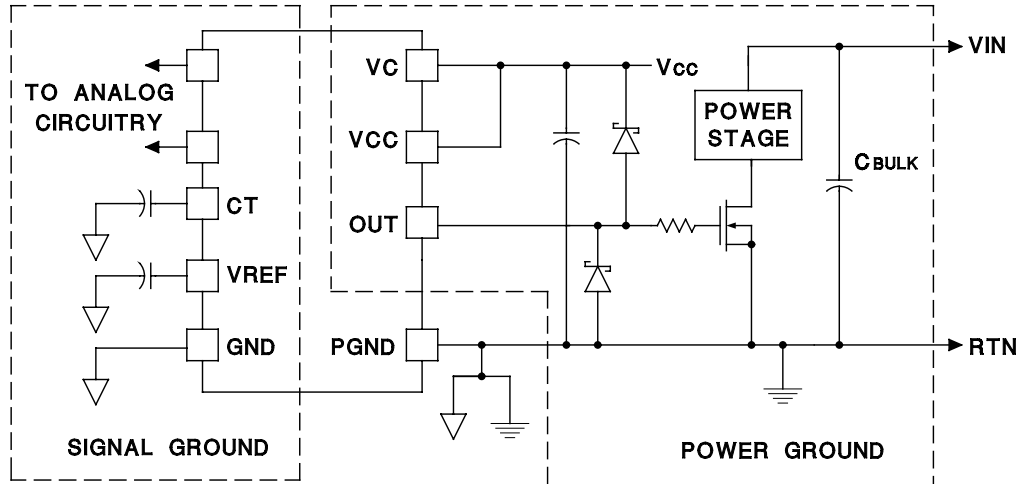 VIN
VC
VCC
TO ANALOG
CIRCUITRY
POWER
STAGE
VCC
CBULK
CT
OUT
VREF
GND
PGND
RTN
SIGNAL GROUND
POWER GROUND